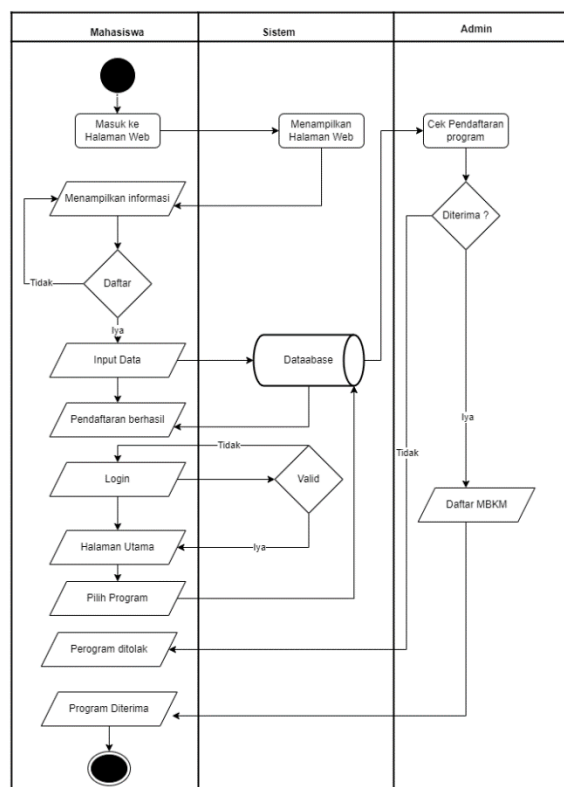 Mahasiswa
Sistem
Admin
Masuk ke
Halaman Web
Menampilkan
Halaman Web
Cek Pendaftaran
program
Menampilkan informasi
Diterima ?
Tidak
Daftar
Iya
Input Data
Dataabase
Pendaftaran berhasil
Iya
Tidak
Tidak
Login
Valid
Daftar MBKM
Halaman Utama
Iya
Pilih Program
Perogram ditolak
Program Diterima